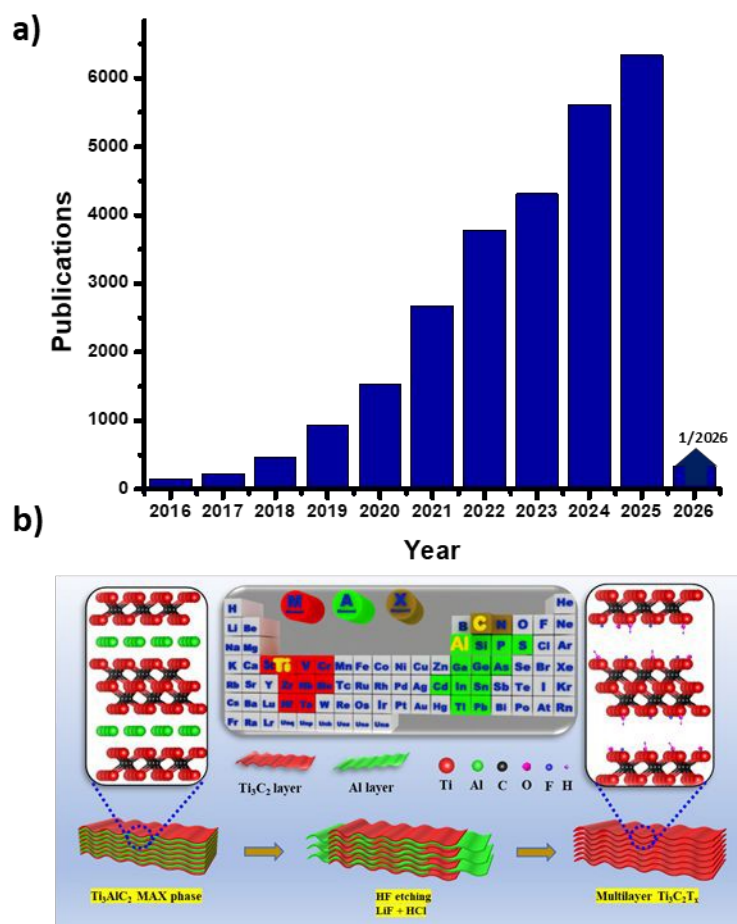 a)
Publications
6000
5000
4000
3000
2000
1000
0
1/2026
2016 2017 2018 2019 2020 2021 2022 2023 2024 2025 2026
Year
b)
M A X
H He
Li Be B C N O F Ne
Na Mg Al Si P S Cl Ar
K Ca Ti V Cr Mn Fe Co Ni Cu Zn Ga Ge As Se Br Xe
Rb Sr Y Zr Nb Tc Ru Rh Pd Ag Cd In Sn Sb Te I Kr
Cs Ba Lu Hf Ta W Re Os Ir Pt Au Hg Tl Pb Bi Po At Rn
Fr Ra Lr Unq Unp
Ti₃C₂ layer Al layer Ti Al C O F H
Ti₃AlC₂ MAX phase
HF etching
LiF + HCl
Multilayer Ti₃C₂Tₓ